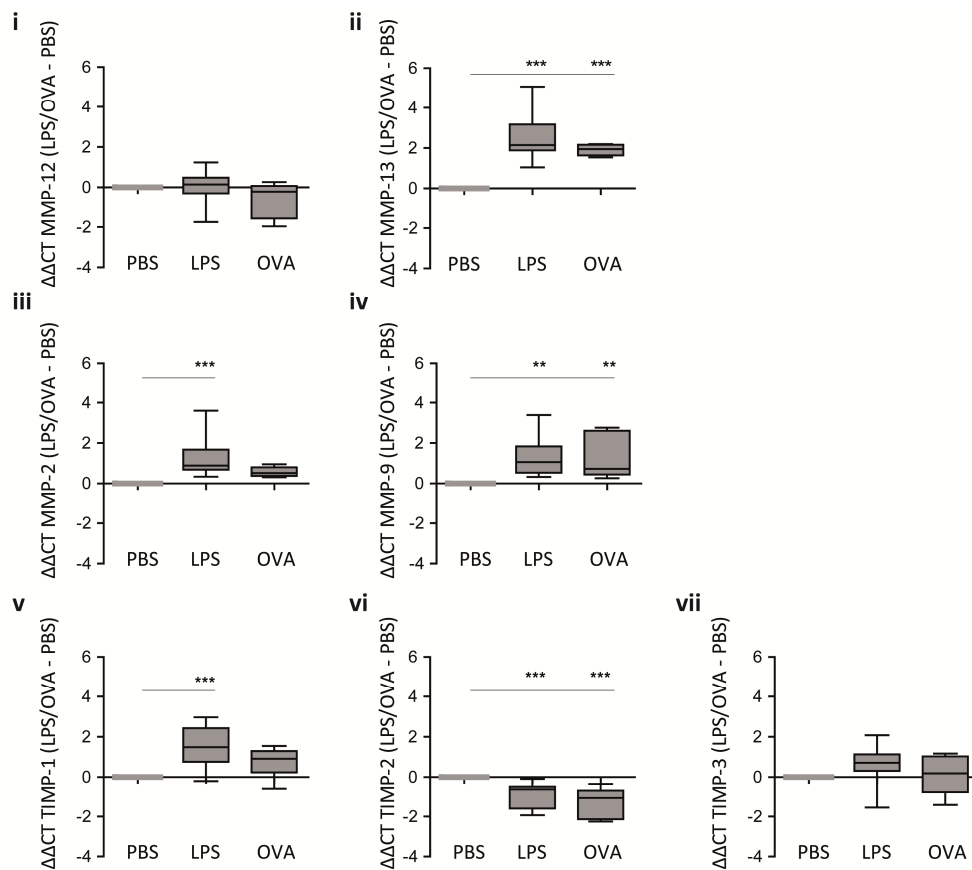 i
ΔΔCT MMP-12 (LPS/OVA - PBS)
6
4
2
0
-2
-4
PBS LPS OVA
ii
ΔΔCT MMP-13 (LPS/OVA - PBS)
6
4
2
0
-2
-4
*** ***
PBS LPS OVA
iii
ΔΔCT MMP-2 (LPS/OVA - PBS)
6
4
2
0
-2
-4
***
PBS LPS OVA
iv
ΔΔCT MMP-9 (LPS/OVA - PBS)
6
4
2
0
-2
-4
** **
PBS LPS OVA
v
ΔΔCT TIMP-1 (LPS/OVA - PBS)
6
4
2
0
-2
-4
***
PBS LPS OVA
vi
ΔΔCT TIMP-2 (LPS/OVA - PBS)
6
4
2
0
-2
-4
*** ***
PBS LPS OVA
vii
ΔΔCT TIMP-3 (LPS/OVA - PBS)
6
4
2
0
-2
-4
PBS LPS OVA